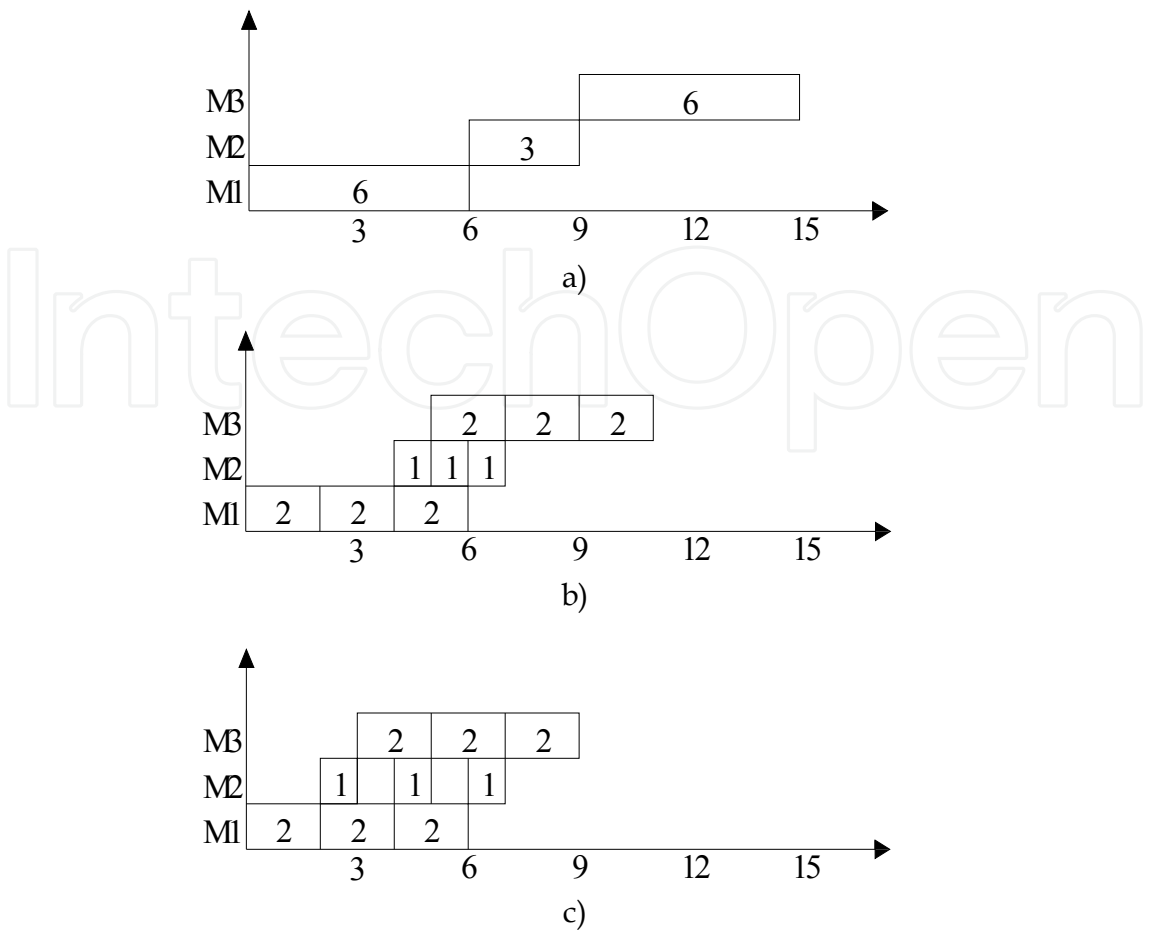 M3 6
M2 3
M1 6
3 6 9 12 15
a)
IntechOpen
M3 2 2 2
M2 1 1 1
M1 2 2 2
3 6 9 12 15
b)
M3 2 2 2
M2 1 1 1
M1 2 2 2
3 6 9 12 15
c)